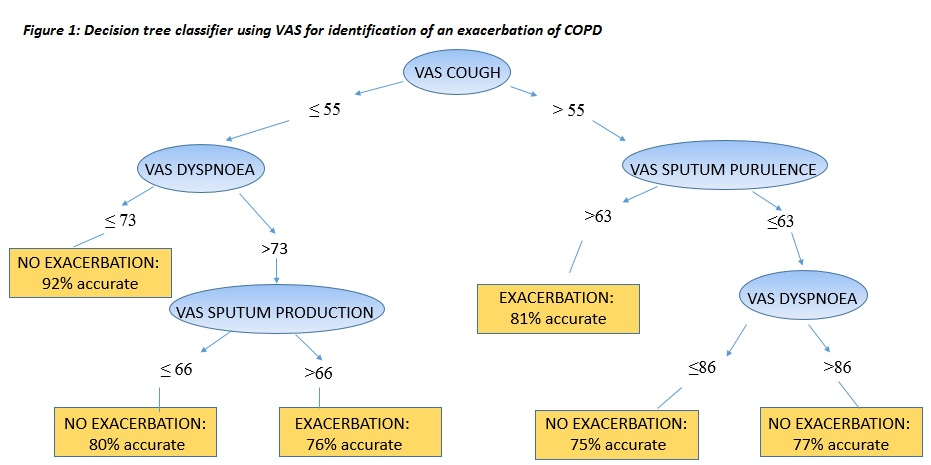 Figure 1: Decision tree classifier using VAS for identification of an exacerbation of COPD
VAS COUGH
≤ 55
> 55
VAS DYSPNOEA
VAS SPUTUM PURULENCE
≤ 73
>73
>63
≤63
NO EXACERBATION:
92% accurate
EXACERBATION:
81% accurate
VAS DYSPNOEA
VAS SPUTUM PRODUCTION
≤ 66
>66
≤86
>86
NO EXACERBATION:
80% accurate
EXACERBATION:
76% accurate
NO EXACERBATION:
75% accurate
NO EXACERBATION:
77% accurate